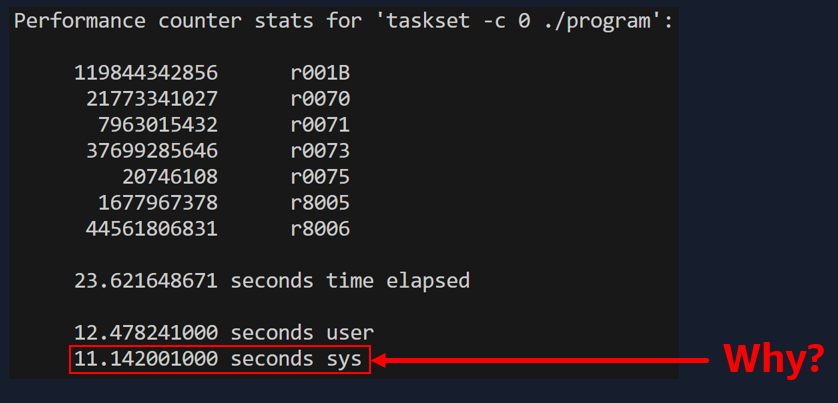 Performance counter stats for 'taskset -c 0 ./program':
119844342856 r001B
21773341027 r0070
7963015432 r0071
37699285646 r0073
20746108 r0075
1677967378 r8005
44561806831 r8006
23.621648671 seconds time elapsed
12.478241000 seconds user
11.142001000 seconds sys
Why?